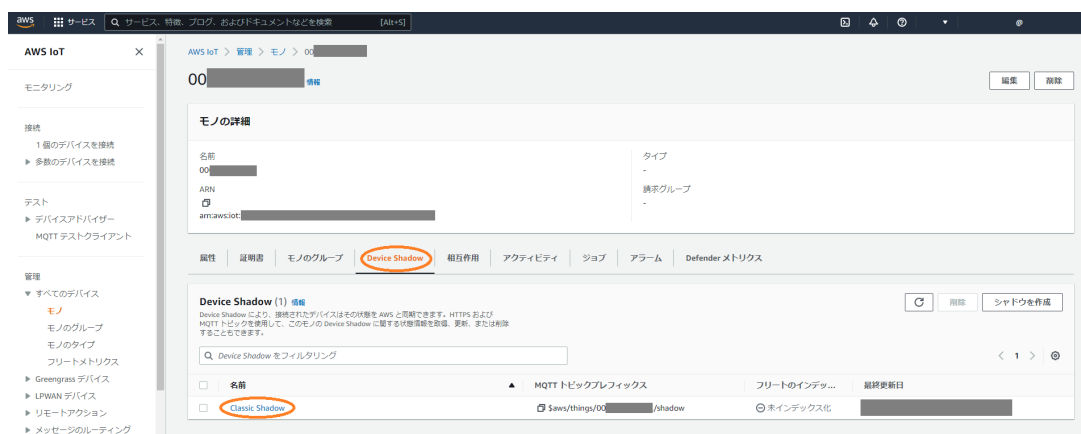 aws サービス サービス、特徴、ブログ、およびドキュメントなどを検索 [Alt+S] @
AWS IoT
モニタリング
接続
1 個のデバイスを接続
多数のデバイスを接続
テスト
デバイスアドバイザー
MQTT テストクライアント
管理
すべてのデバイス
モノ
モノのグループ
モノのタイプ
フリートメトリクス
Greengrass デバイス
LPWAN デバイス
リモートアクション
メッセージのルーティング
AWS IoT > 管理 > モノ > 00
00 情報
編集 削除
モノの詳細
名前
00
ARN
arn:aws:iot:
タイプ
-
請求グループ
-
属性 証明書 モノのグループ Device Shadow 相互作用 アクティビティ ジョブ アラーム Defender メトリクス
Device Shadow (1) 情報
Device Shadow により、接続されたデバイスはその状態を AWS と同期できます。HTTPS および
MQTT トピックを使用して、このモノの Device Shadow に関する状態情報を取得、更新、または削除
することもできます。
削除 シャドウを作成
Device Shadow をフィルタリング
< 1 >
名前 MQTT トピックプレフィックス フリートのインデッ... 最終更新日
Classic Shadow $aws/things/00 /shadow 未インデックス化